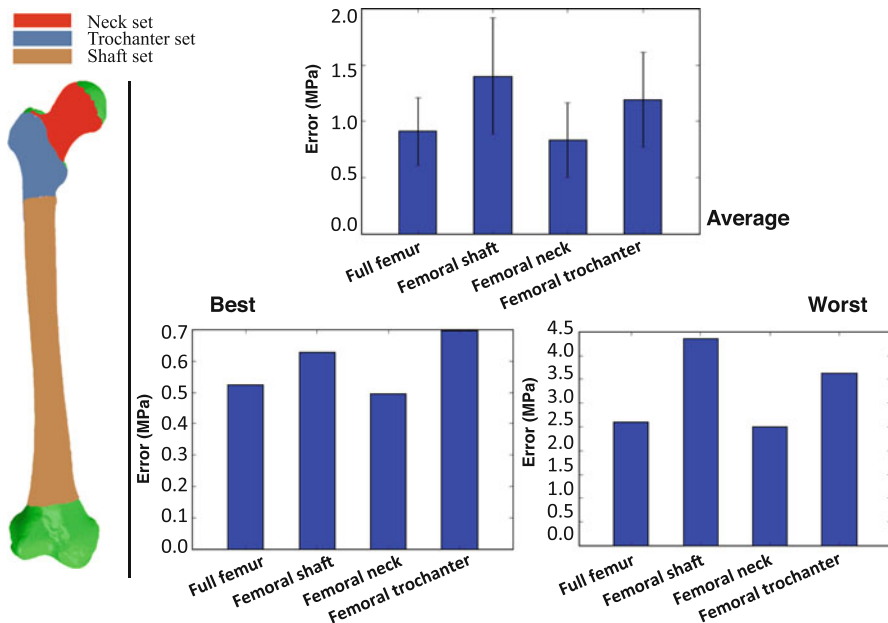 Neck set
Trochanter set
Shaft set
2.0
1.5
1.0
0.5
0.0
Error (MPa)
Full femur
Femoral shaft
Femoral neck
Femoral trochanter
Average
Best
0.7
0.6
0.5
0.4
0.3
0.2
0.1
0.0
Error (MPa)
Full femur
Femoral shaft
Femoral neck
Femoral trochanter
Worst
4.5
4.0
3.5
2.5
2.0
1.5
1.0
0.5
0.0
Error (MPa)
Full femur
Femoral shaft
Femoral neck
Femoral trochanter